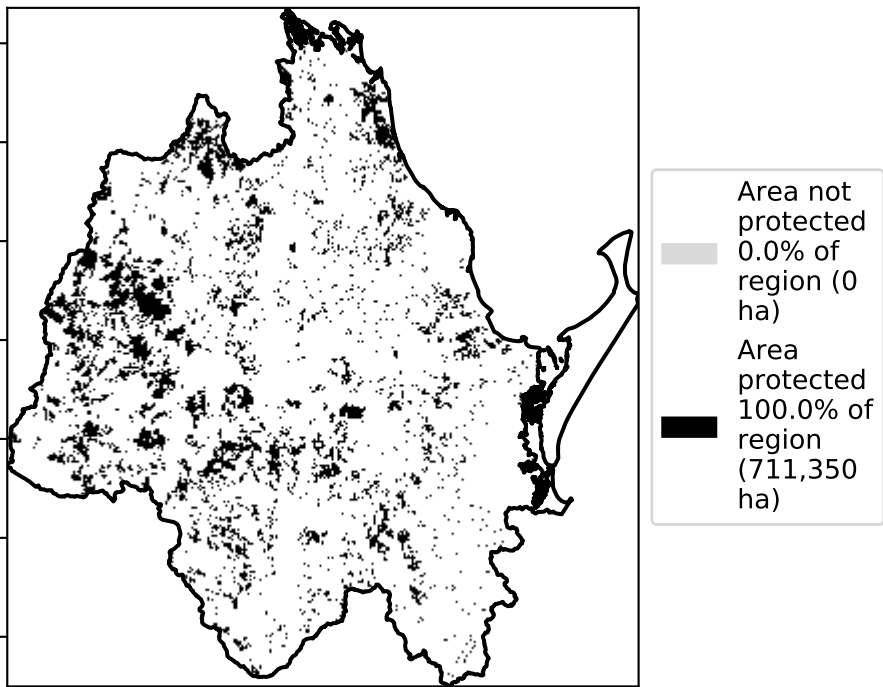 Area not
protected
0.0% of
region (0
ha)
Area
protected
100.0% of
region
(711,350
ha)